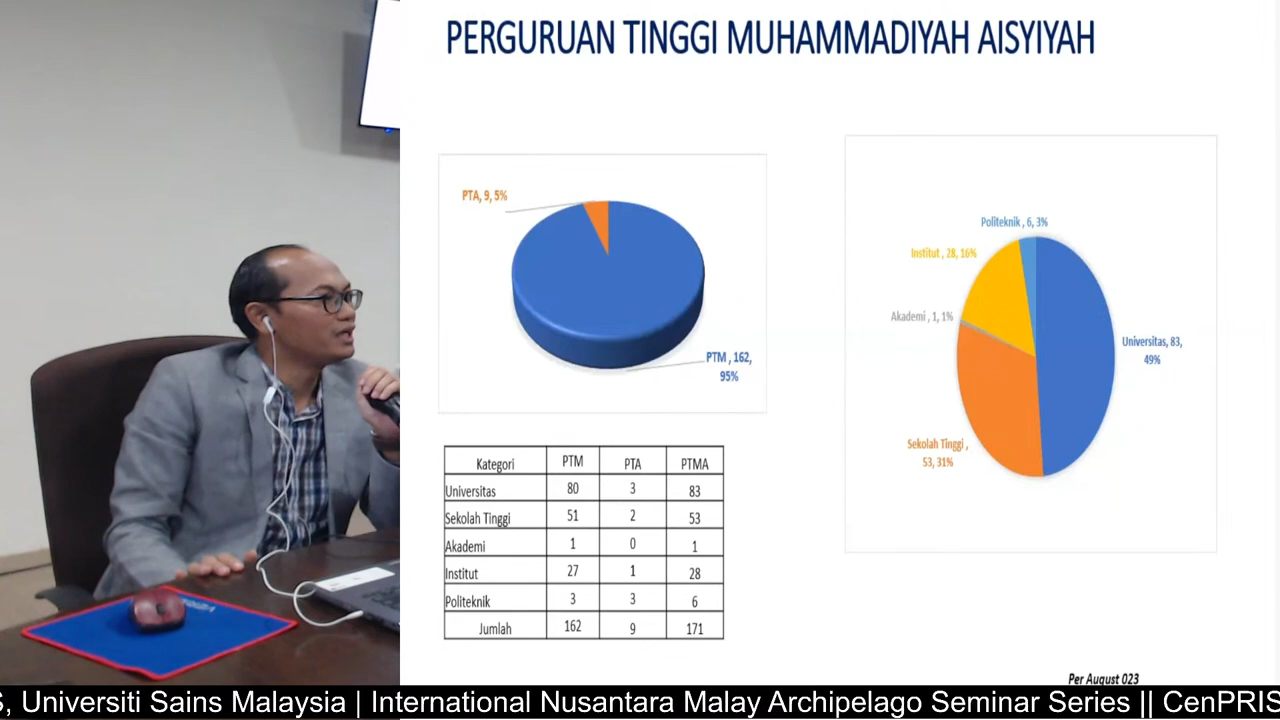 PERGURUAN TINGGI MUHAMMADIYAH AISYIYAH
PTA, 9, 5%
PTM , 162,
95%
Politeknik , 6, 3%
Institut , 28, 16%
Akademi , 1, 1%
Universitas, 83,
49%
Sekolah Tinggi ,
53, 31%
Kategori PTM PTA PTMA
Universitas 80 3 83
Sekolah Tinggi 51 2 53
Akademi 1 0 1
Institut 27 1 28
Politeknik 3 3 6
Jumlah 162 9 171
Per August 023
S, Universiti Sains Malaysia | International Nusantara Malay Archipelago Seminar Series || CenPRIS